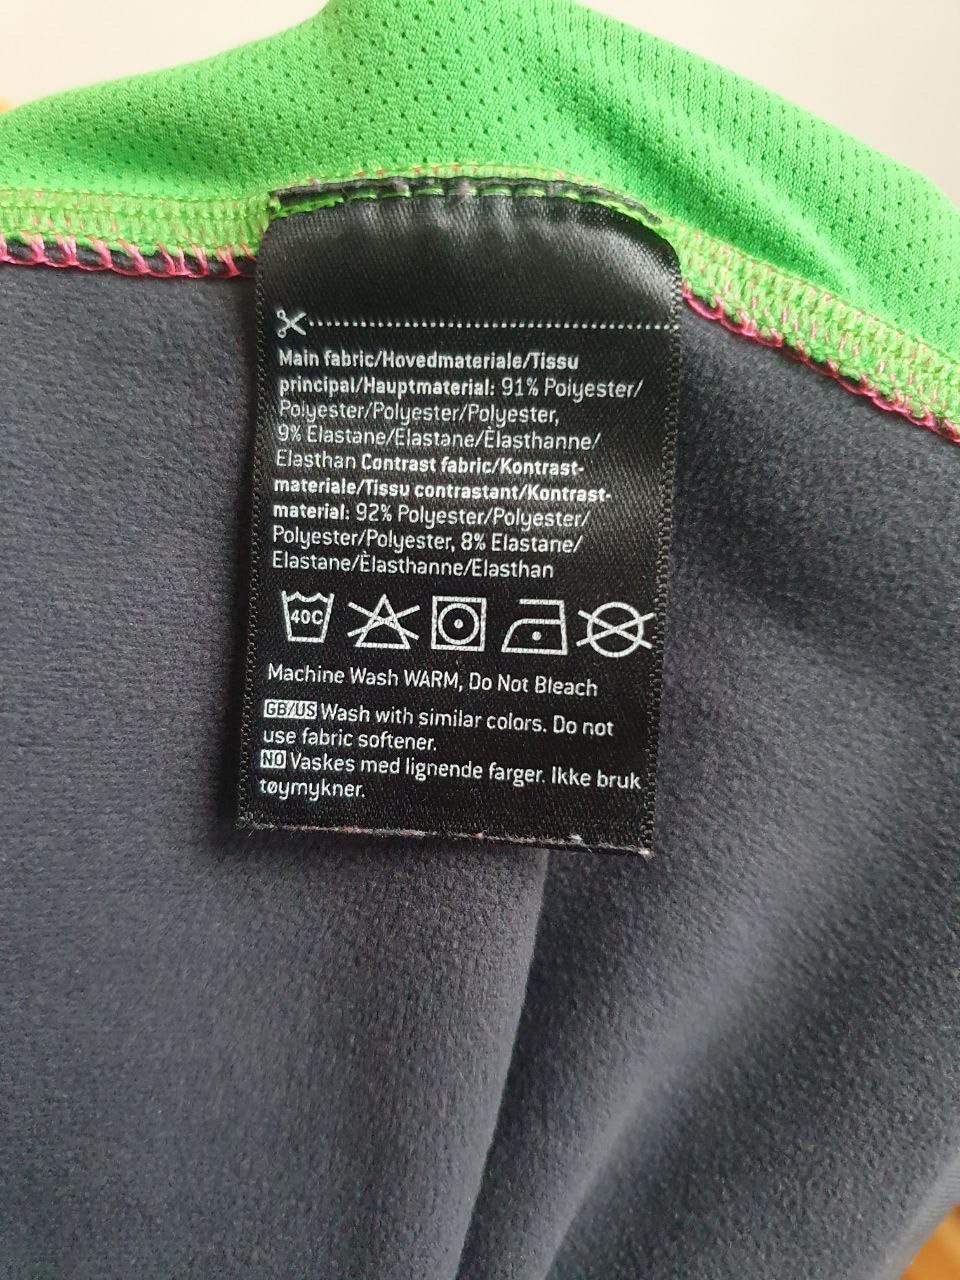 Main fabric/Hovedmateriale/Tissu
principal/Hauptmaterial: 91% Polyester/
Polyester/Polyester/Polyester,
9% Elastane/Elastane/Èlasthanne/
Elasthan Contrast fabric/Kontrast-
materiale/Tissu contrastant/Kontrast-
material: 92% Polyester/Polyester/
Polyester/Polyester, 8% Elastane/
Elastane/Èlasthanne/Elasthan
40C
Machine Wash WARM, Do Not Bleach
GB/US Wash with similar colors. Do not
use fabric softener.
NO Vaskes med lignende farger. Ikke bruk
tøymykner.